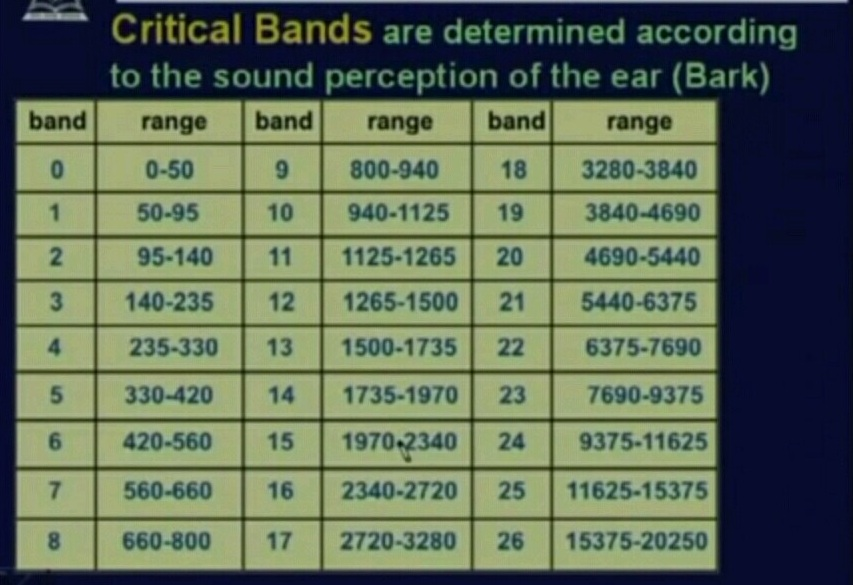 Critical Bands are determined according
to the sound perception of the ear (Bark)
band range band range band range
0 0-50 9 800-940 18 3280-3840
1 50-95 10 940-1125 19 3840-4690
2 95-140 11 1125-1265 20 4690-5440
3 140-235 12 1265-1500 21 5440-6375
4 235-330 13 1500-1735 22 6375-7690
5 330-420 14 1735-1970 23 7690-9375
6 420-560 15 1970-2340 24 9375-11625
7 560-660 16 2340-2720 25 11625-15375
8 660-800 17 2720-3280 26 15375-20250